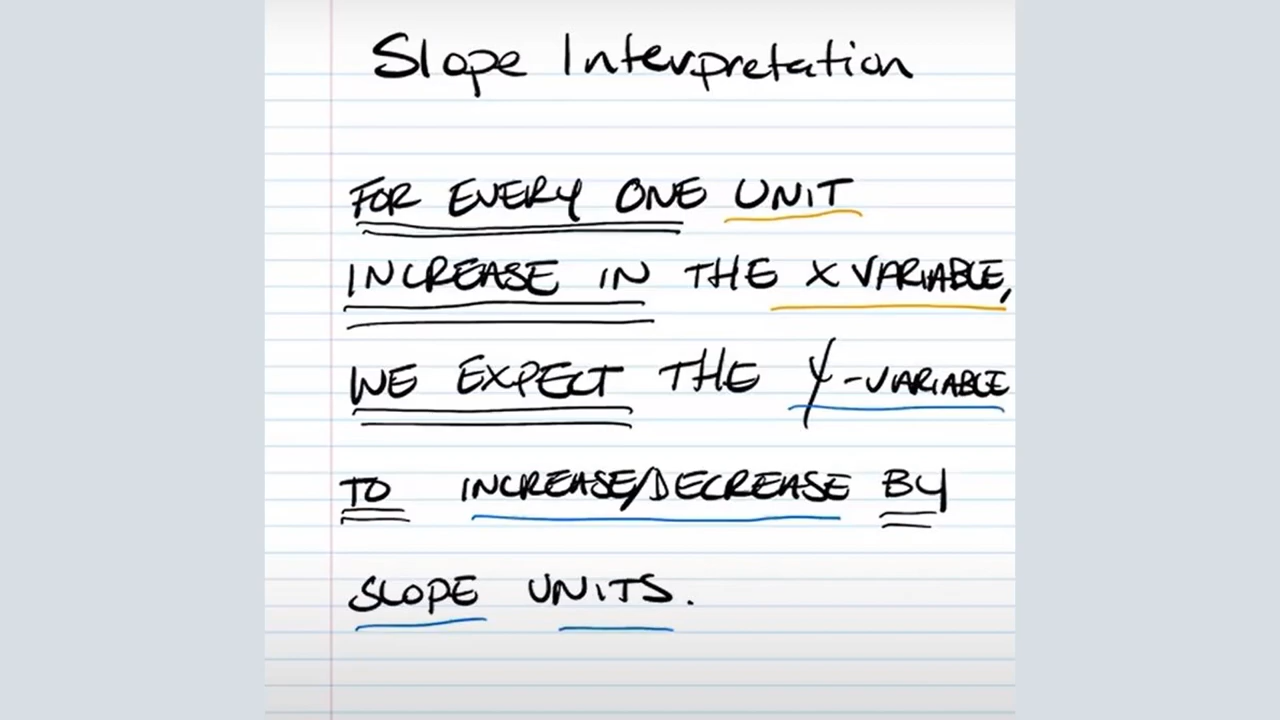 Slope Interpretation
FOR EVERY ONE UNIT
INCREASE IN THE X VARIABLE,
WE EXPECT THE Y-VARIABLE
TO INCREASE/DECREASE BY
SLOPE UNITS.